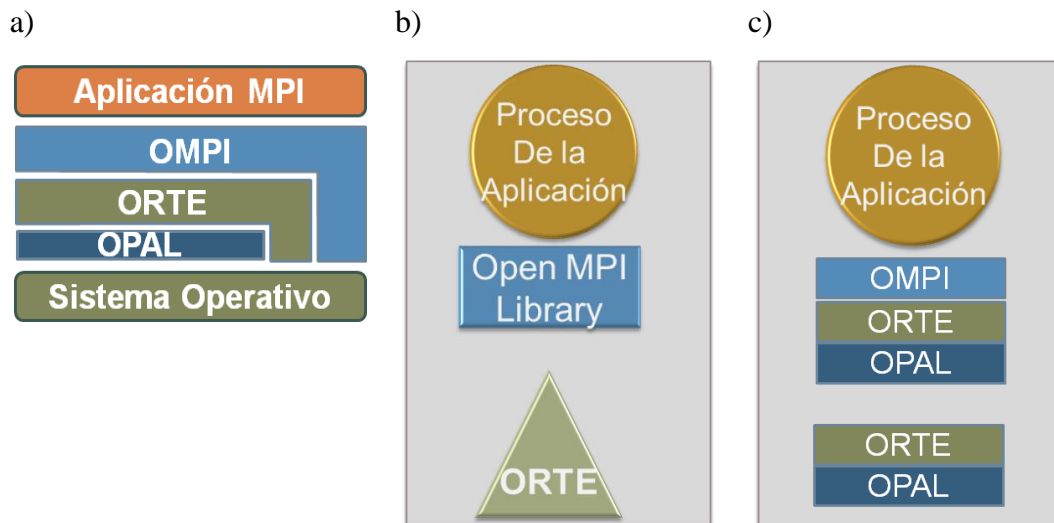 a)
b)
c)
Aplicación MPI
OMPI
ORTE
OPAL
Sistema Operativo
Proceso
De la
Aplicación
Open MPI
Library
ORTE
Proceso
De la
Aplicación
OMPI
ORTE
OPAL
ORTE
OPAL